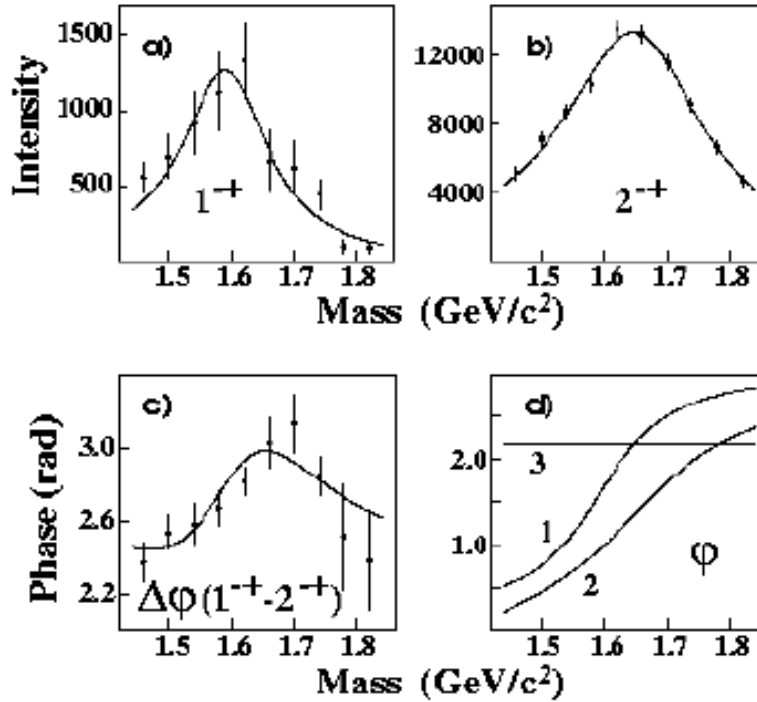 a)
1500
1000
500
Intensity
1⁻⁺
1.5 1.6 1.7 1.8
b)
12000
8000
4000
2⁻⁺
1.5 1.6 1.7 1.8
Mass (GeV/c²)
c)
3.0
2.6
2.2
Phase (rad)
Δφ(1⁻⁺-2⁻⁺)
1.5 1.6 1.7 1.8
d)
2.0
1.0
3
1
2
φ
1.5 1.6 1.7 1.8
Mass (GeV/c²)